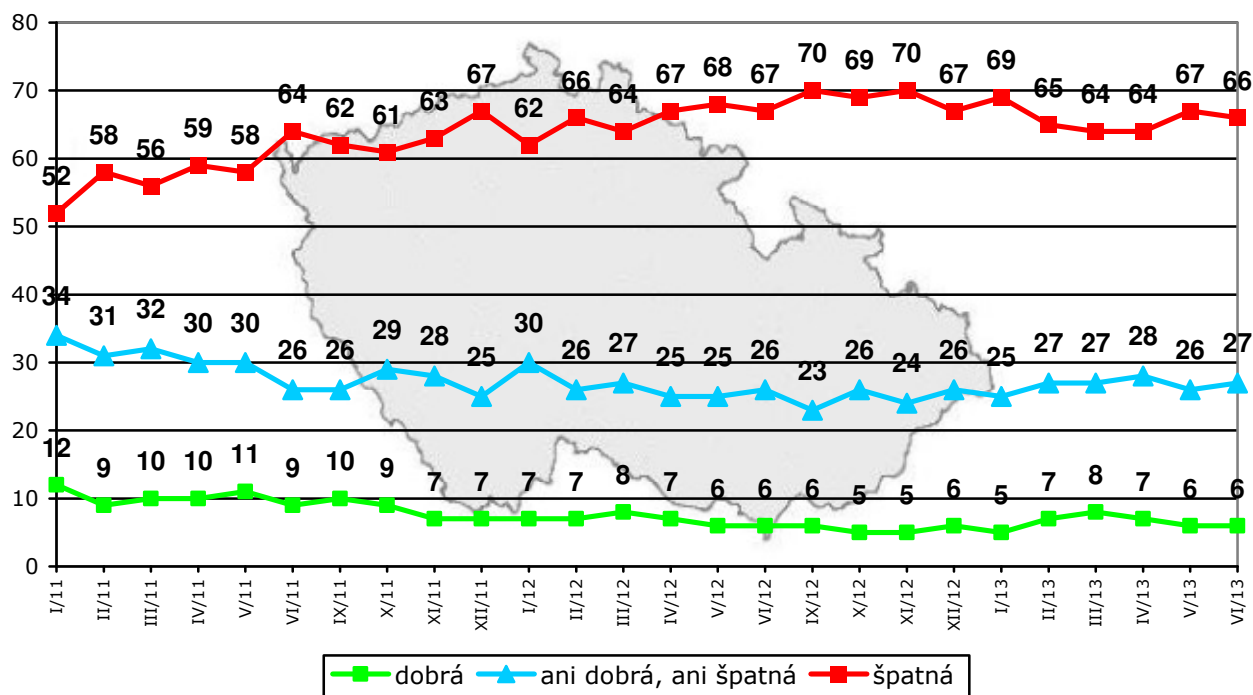 80
70
60
50
40
30
20
10
0
52 58 56 59 58 64 62 61 63 67 62 66 64 67 68 67 70 69 70 67 69 65 64 64 67 66
34 31 32 30 30 26 26 29 28 25 30 26 27 25 25 26 23 26 24 26 25 27 27 28 26 27
12 9 10 10 11 9 10 9 7 7 7 7 8 7 6 6 6 5 5 6 5 7 8 7 6 6
I/11 II/11 III/11 IV/11 V/11 VI/11 IX/11 X/11 XI/11 XII/11 I/12 II/12 III/12 IV/12 V/12 VI/12 IX/12 X/12 XI/12 XII/12 I/13 II/13 III/13 IV/13 V/13 VI/13
dobrá ani dobrá, ani špatná špatná